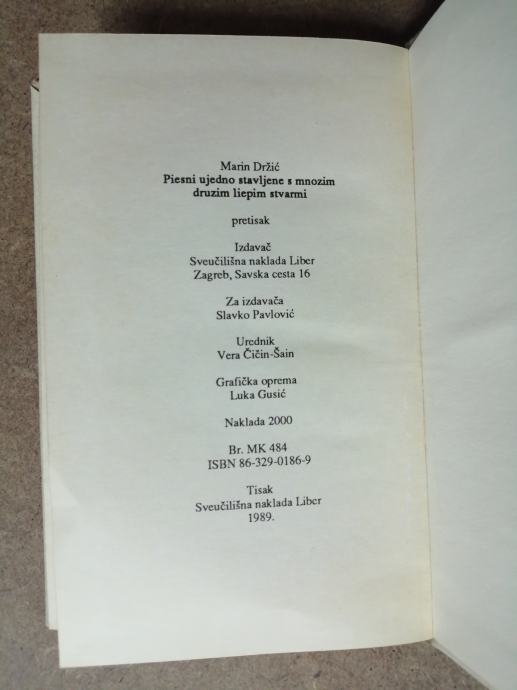 Marin Držić
Piesni ujedno stavljene s mnozim
druzim liepim stvarmi
pretisak
Izdavač
Sveučilišna naklada Liber
Zagreb, Savska cesta 16
Za izdavača
Slavko Pavlović
Urednik
Vera Čičin-Šain
Grafička oprema
Luka Gusić
Naklada 2000
Br. MK 484
ISBN 86-329-0186-9
Tisak
Sveučilišna naklada Liber
1989.